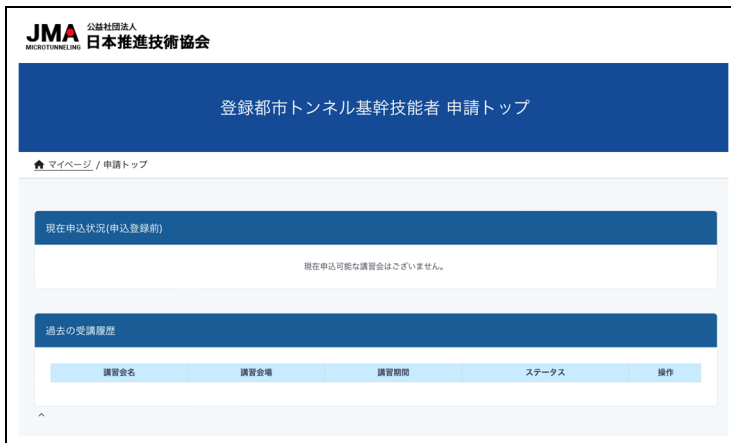 JMA 公益社団法人
MICROTUNNELING 日本推進技術協会
登録都市トンネル基幹技能者 申請トップ
マイページ / 申請トップ
現在申込状況(申込登録前)
現在申込可能な講習会はございません。
過去の受講履歴
講習会名 講習会場 講習期間 ステータス 操作